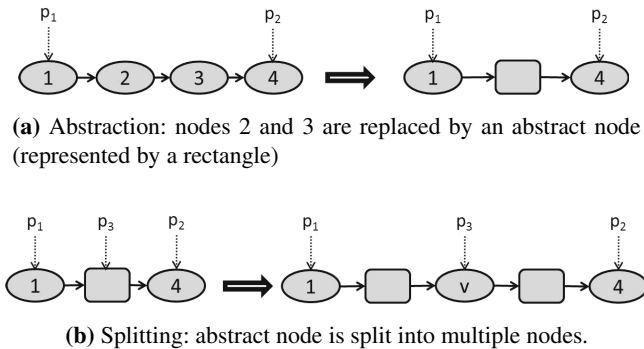 p1 p2 p1 p2
1 2 3 4 1 4
(a) Abstraction: nodes 2 and 3 are replaced by an abstract node
(represented by a rectangle)
p1 p3 p2 p1 p3 p2
1 4 1 v 4
(b) Splitting: abstract node is split into multiple nodes.